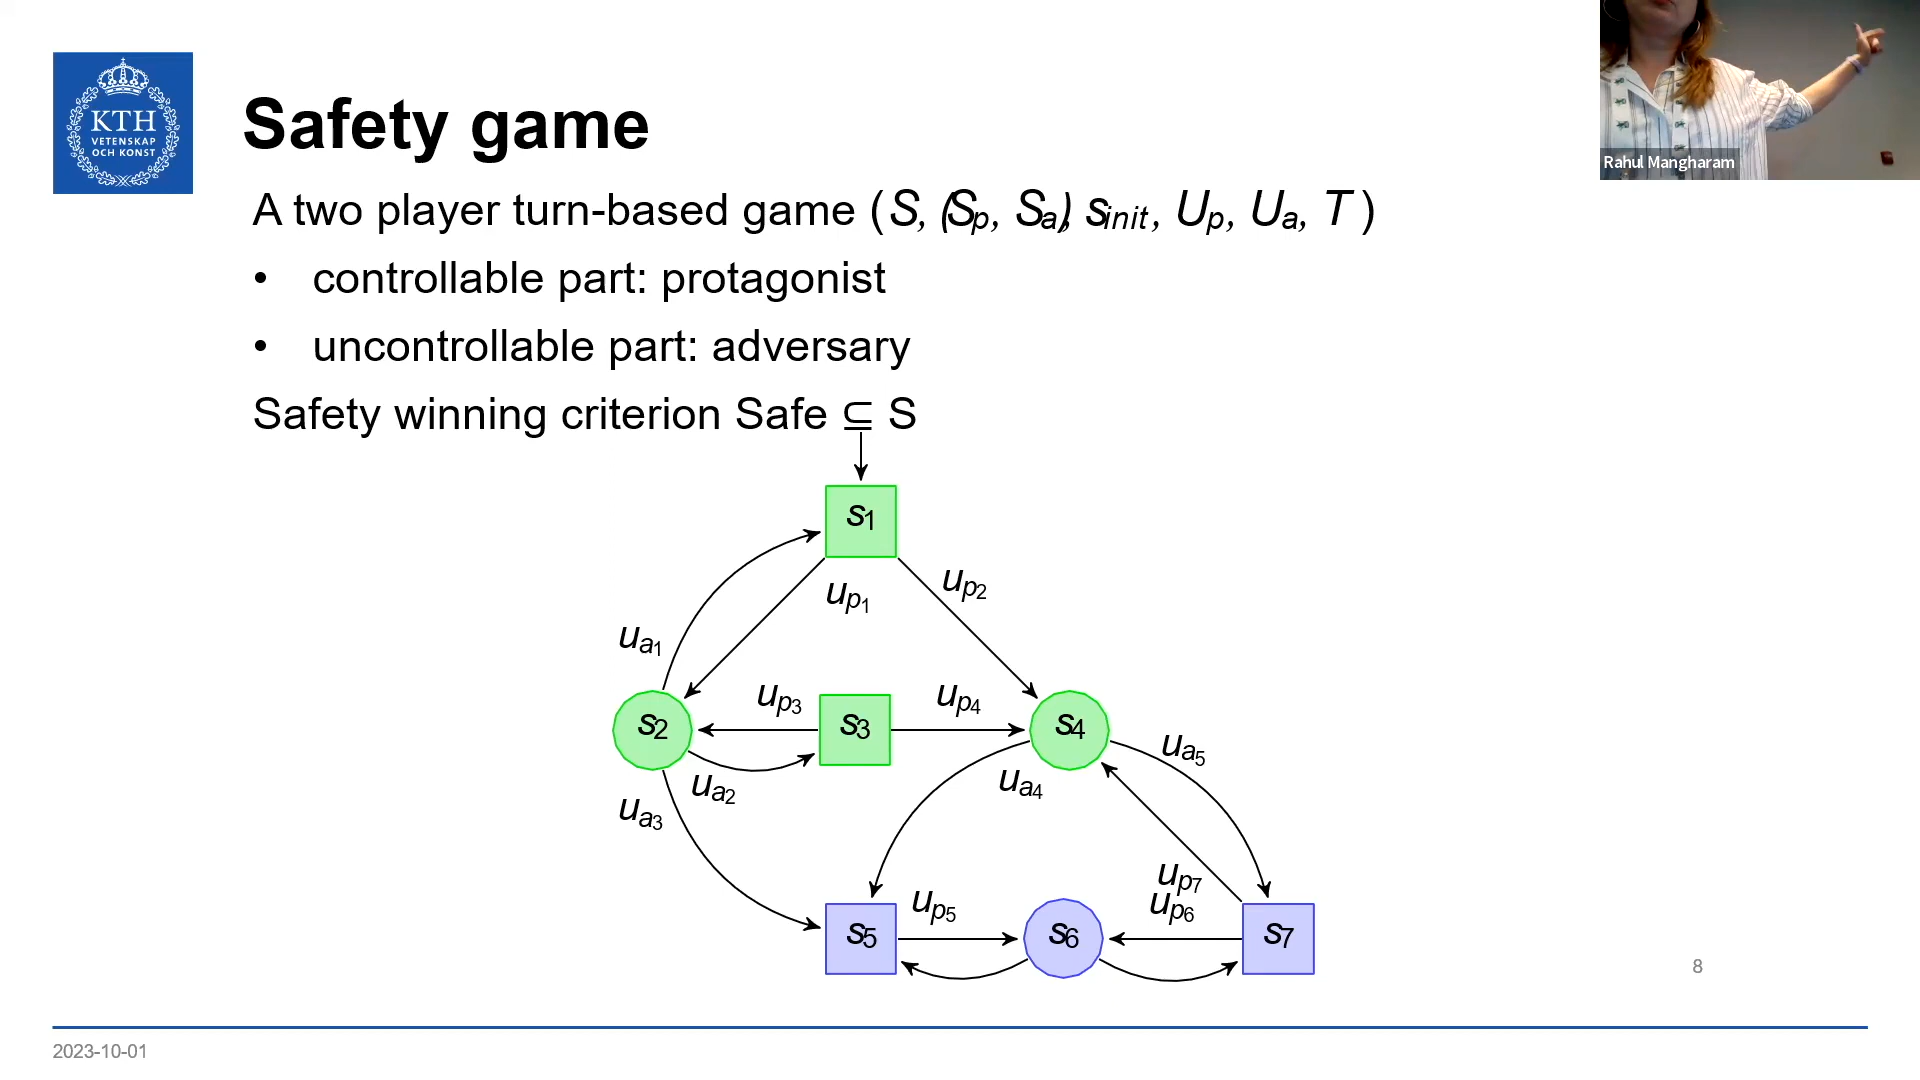 KTH
VETENSKAP
OCH KONST
Safety game
Rahul Mangharam
A two player turn-based game (S, (Sp, Sa), sinit, Up, Ua, T)
• controllable part: protagonist
• uncontrollable part: adversary
Safety winning criterion Safe ⊆ S
s1
up1
up2
ua1
s2
up3
s3
up4
s4
ua5
ua2
ua4
ua3
up7
up5
up6
s5
s6
s7
8
2023-10-01